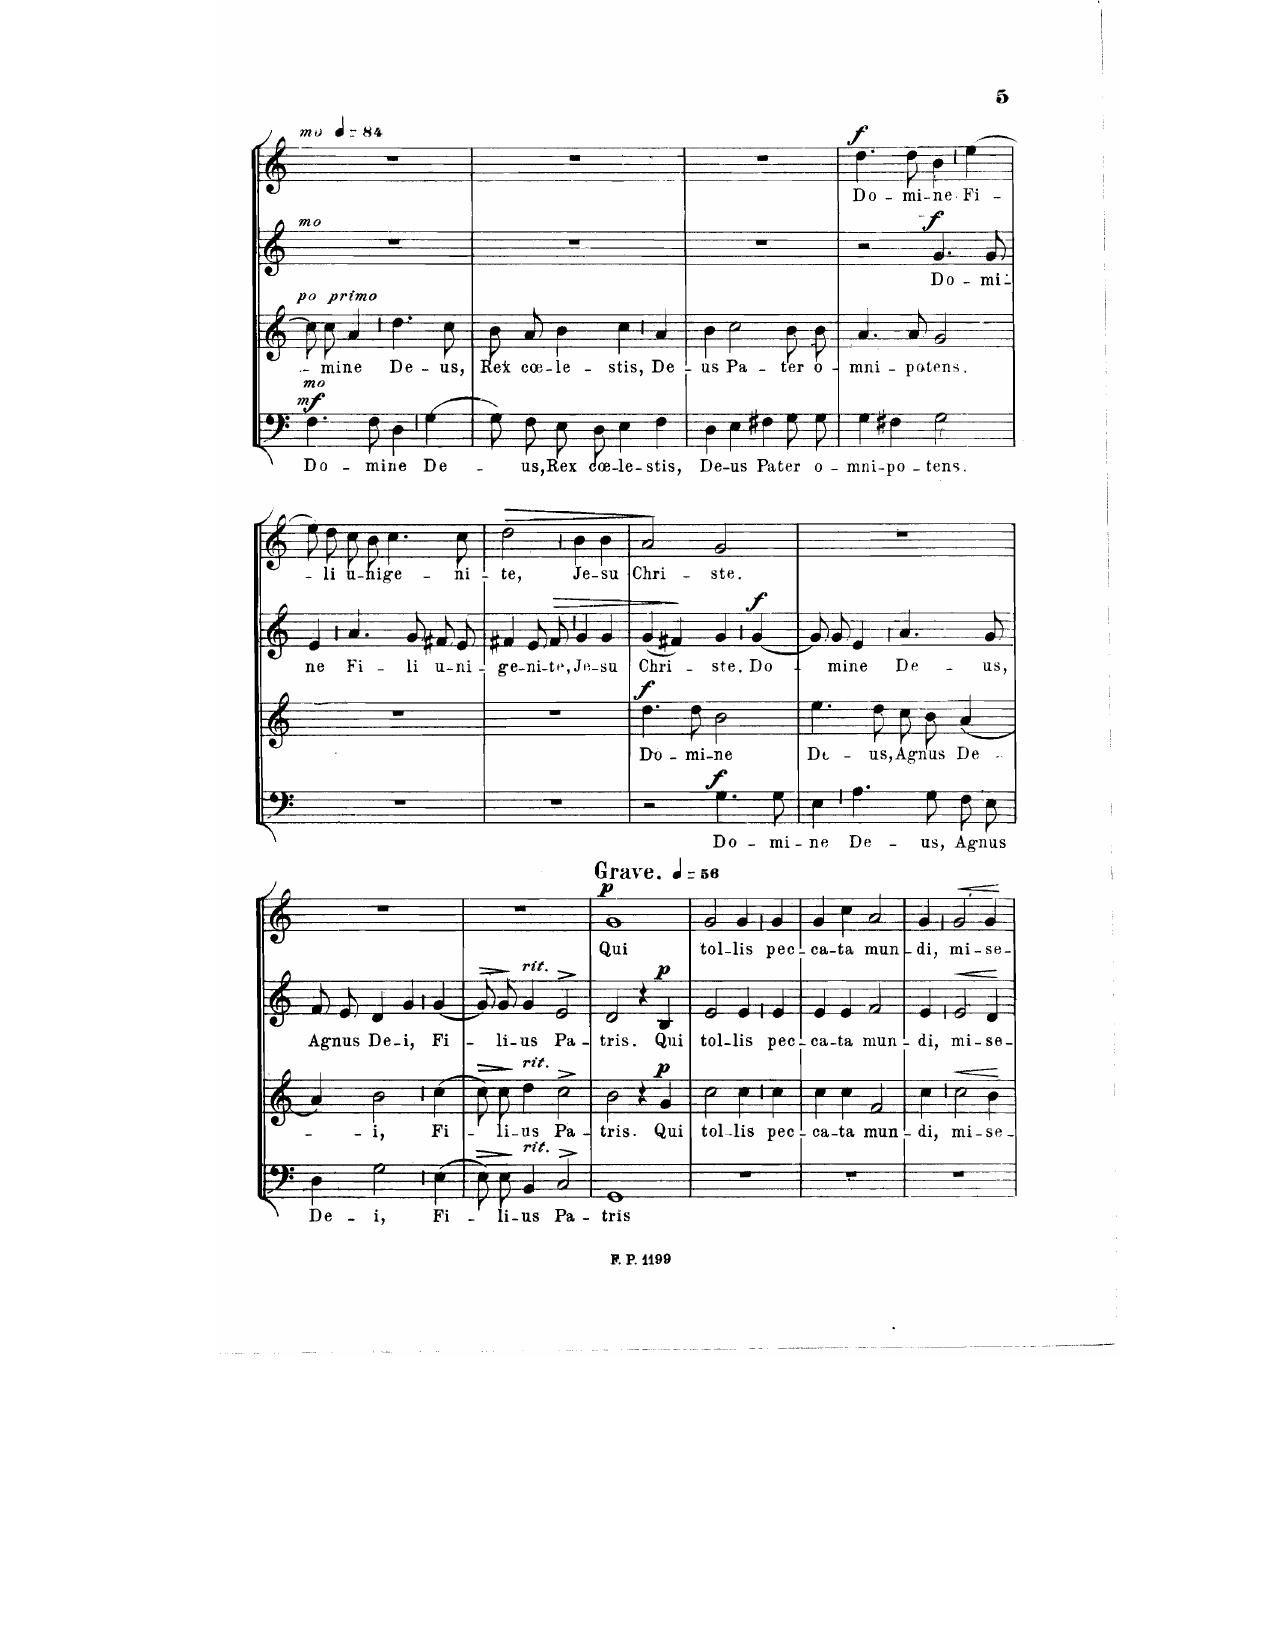 5
mo ♩= 84
f
Do - mi - ne Fi -
mo
f
Do - mi -
po primo
- mine De - us, Rex cœ - le - stis, De - us Pa - ter o - mni - potens.
mo
mf
Do - mine De - us, Rex cœ - le - stis, De - us Pater o - mni - po - tens.
- li u - nige - ni - te, Je - su Chri - ste.
f
ne Fi - li u - ni - ge - ni - te, Je - su Chri - ste. Do - mine De - us,
f
Do - mi - ne De - us, Agnus De -
f
Do - mi - ne De - us, Agnus
Grave. ♩= 56
p
Qui tol - lis pec - ca - ta mun - di, mi - se -
rit. p
Agnus De - i, Fi - li - us Pa - tris. Qui tol - lis pec - ca - ta mun - di, mi - se -
rit. p
- i, Fi - li - us Pa - tris. Qui tol - lis pec - ca - ta mun - di, mi - se -
rit.
De - i, Fi - li - us Pa - tris
F. P. 1199